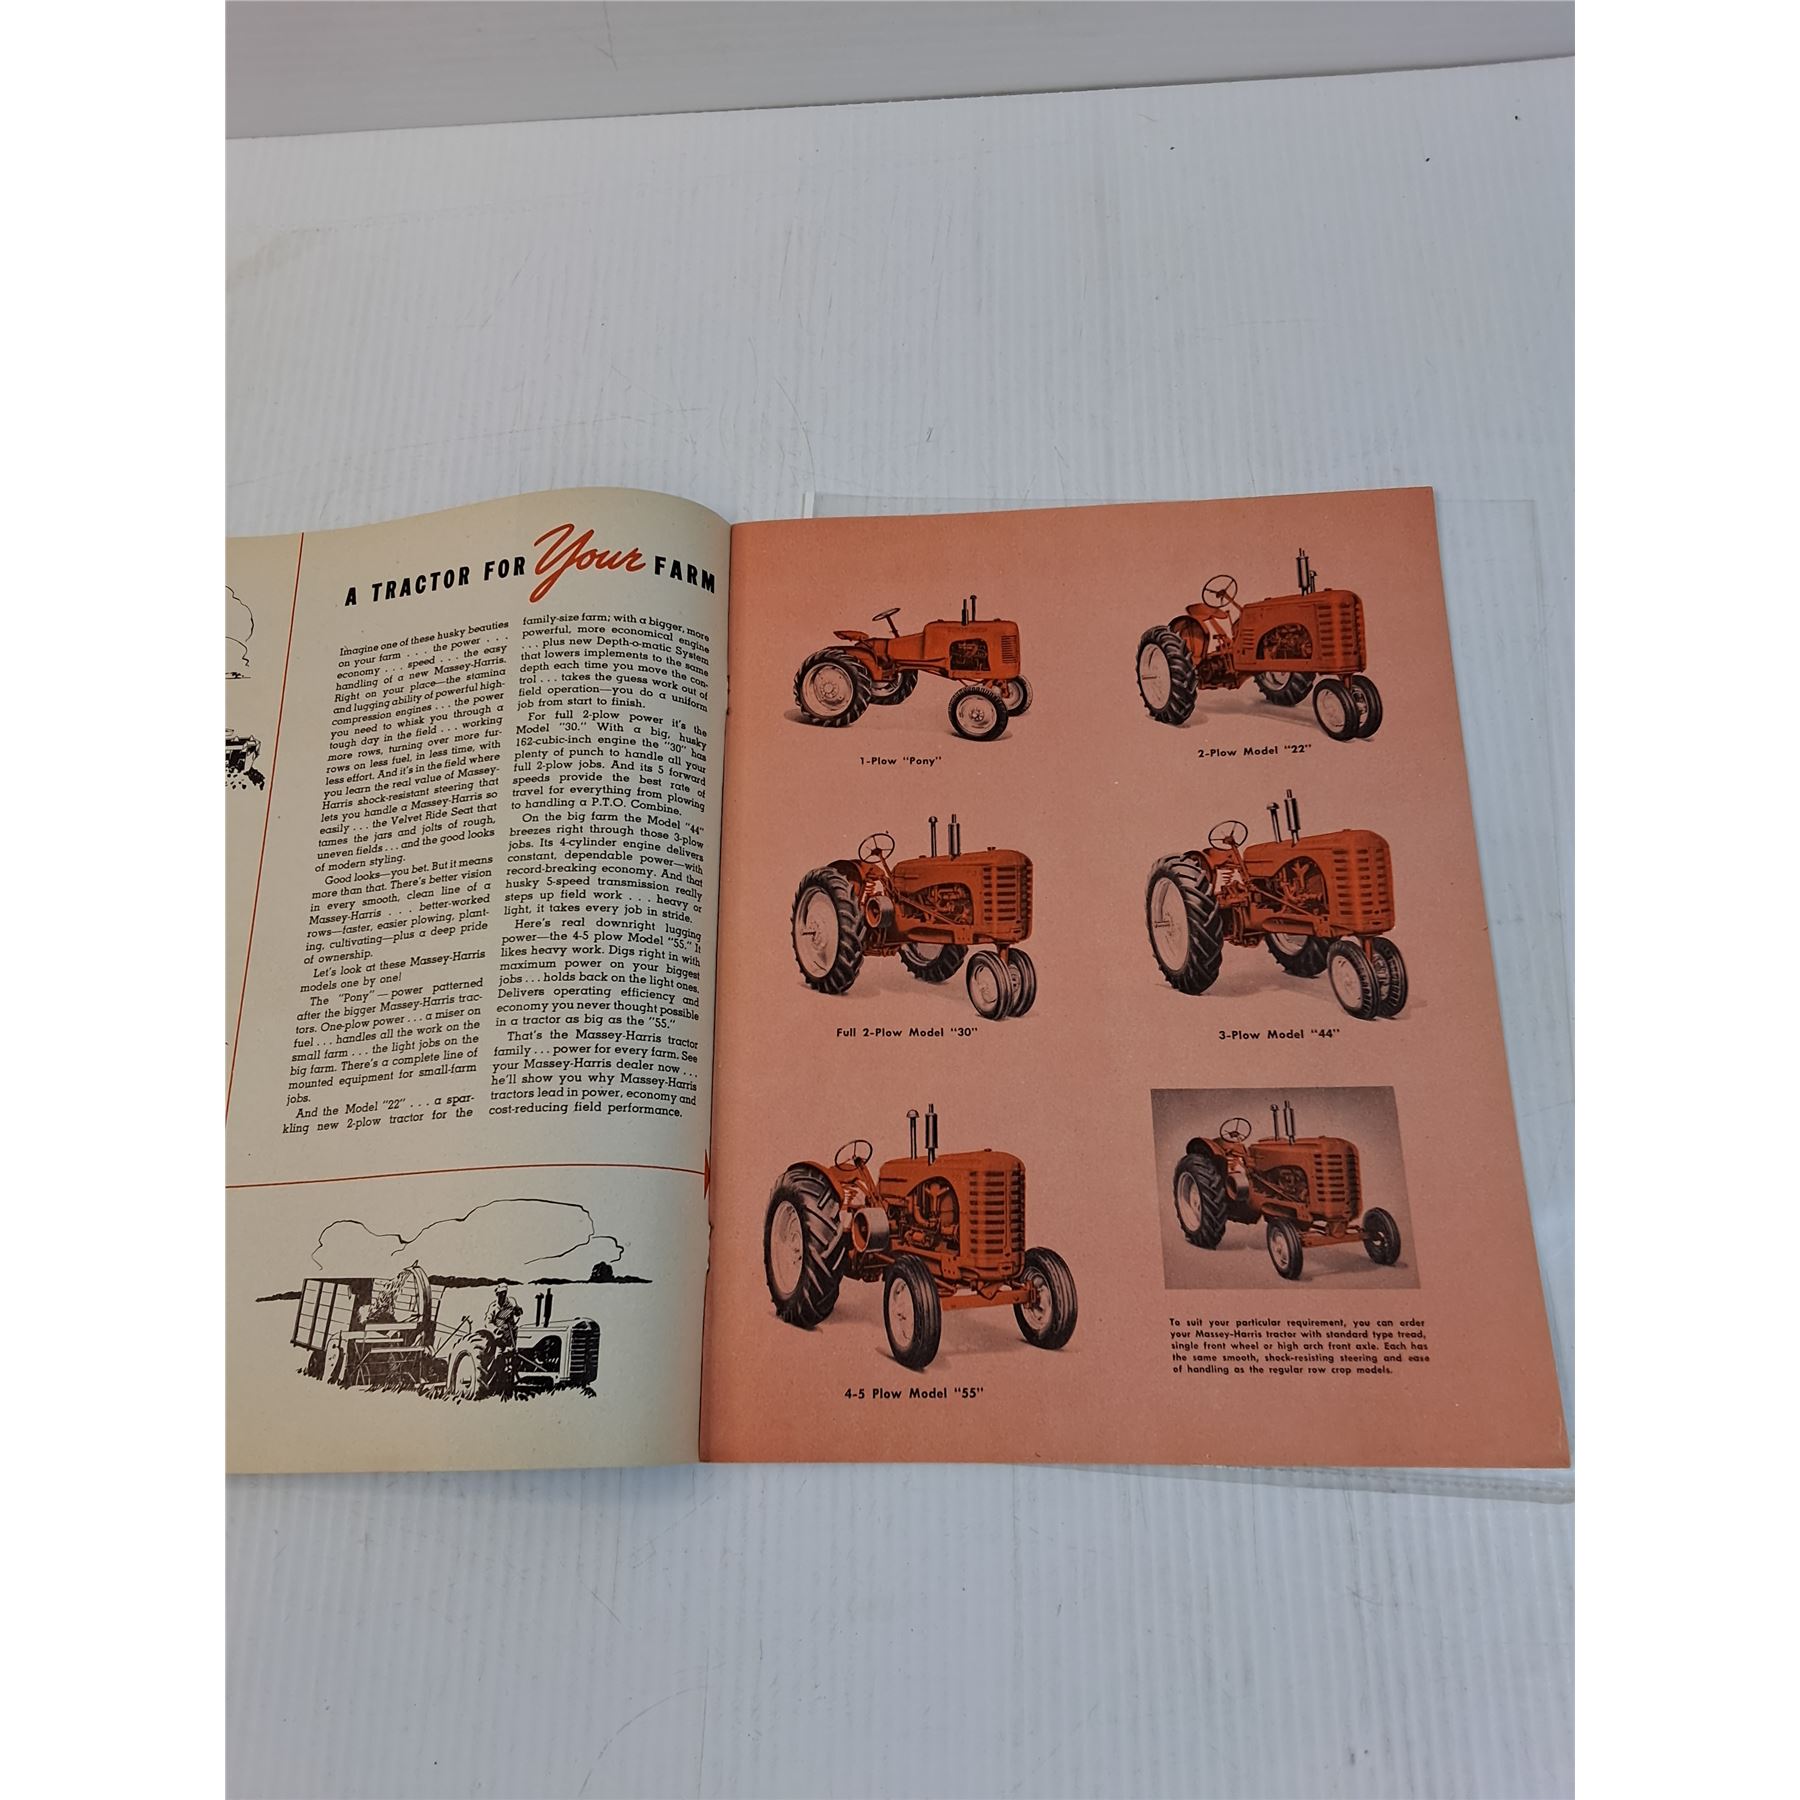 A TRACTOR FOR Your FARM
Imagine one of these husky beauties
on your farm . . . the power . . .
economy . . . speed . . . the easy
handling of a new Massey-Harris.
Right on your place—the stamina
and lugging ability of powerful high-
compression engines . . . the power
you need to whisk you through a
tough day in the field . . . working
more rows, turning over more fur-
rows on less fuel, in less time, with
less effort. And it's in the field where
you learn the real value of Massey-
Harris shock-resistant steering that
lets you handle a Massey-Harris so
easily . . . the Velvet Ride Seat that
tames the jars and jolts of rough,
uneven fields . . . and the good looks
of modern styling.
Good looks—you bet. But it means
more than that. There's better vision
in every smooth, clean line of a
Massey-Harris . . . better-worked
rows—faster, easier plowing, plant-
ing, cultivating—plus a deep pride
of ownership.
Let's look at these Massey-Harris
models one by one!
The "Pony" — power patterned
after the bigger Massey-Harris trac-
tors. One-plow power . . . a miser on
fuel . . . handles all the work on the
small farm . . . the light jobs on the
big farm. There's a complete line of
mounted equipment for small-farm
jobs.
And the Model "22" . . . a spar-
kling new 2-plow tractor for the
family-size farm; with a bigger, more
powerful, more economical engine
. . . plus new Depth-o-matic System
that lowers implements to the same
depth each time you move the con-
trol . . . takes the guess work out of
field operation—you do a uniform
job from start to finish.
For full 2-plow power it's the
Model "30." With a big, husky
162-cubic-inch engine the "30" has
plenty of punch to handle all your
full 2-plow jobs. And its 5 forward
speeds provide the best rate of
travel for everything from plowing
to handling a P.T.O. Combine.
On the big farm the Model "44"
breezes right through those 3-plow
jobs. Its 4-cylinder engine delivers
constant, dependable power—with
record-breaking economy. And that
husky 5-speed transmission really
steps up field work . . . heavy or
light, it takes every job in stride.
Here's real downright lugging
power—the 4-5 plow Model "55." It
likes heavy work. Digs right in with
maximum power on your biggest
jobs . . . holds back on the light ones.
Delivers operating efficiency and
economy you never thought possible
in a tractor as big as the "55."
That's the Massey-Harris tractor
family . . . power for every farm. See
your Massey-Harris dealer now . . .
he'll show you why Massey-Harris
tractors lead in power, economy and
cost-reducing field performance.
1-Plow "Pony"
2-Plow Model "22"
Full 2-Plow Model "30"
3-Plow Model "44"
4-5 Plow Model "55"
To suit your particular requirement, you can order
your Massey-Harris tractor with standard type tread,
single front wheel or high arch front axle. Each has
the same smooth, shock-resisting steering and ease
of handling as the regular row crop models.